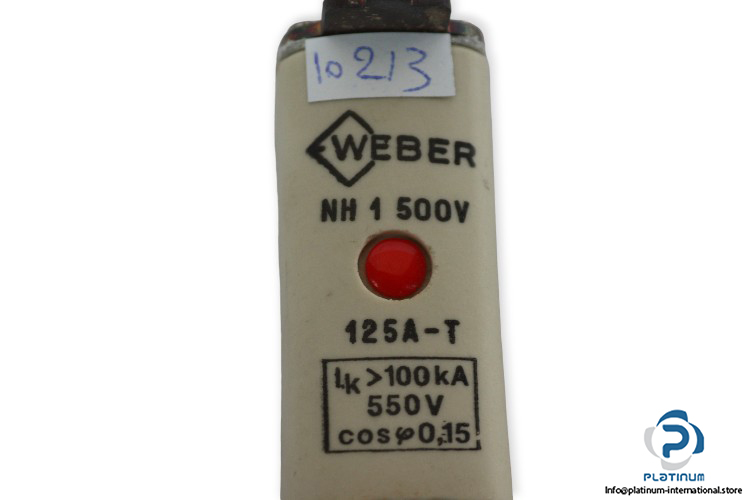 10213
WEBER
NH 1 500V
125A-T
Ik>100kA
550V
cosφ0,15
PLATINUM
Info@platinum-international.store